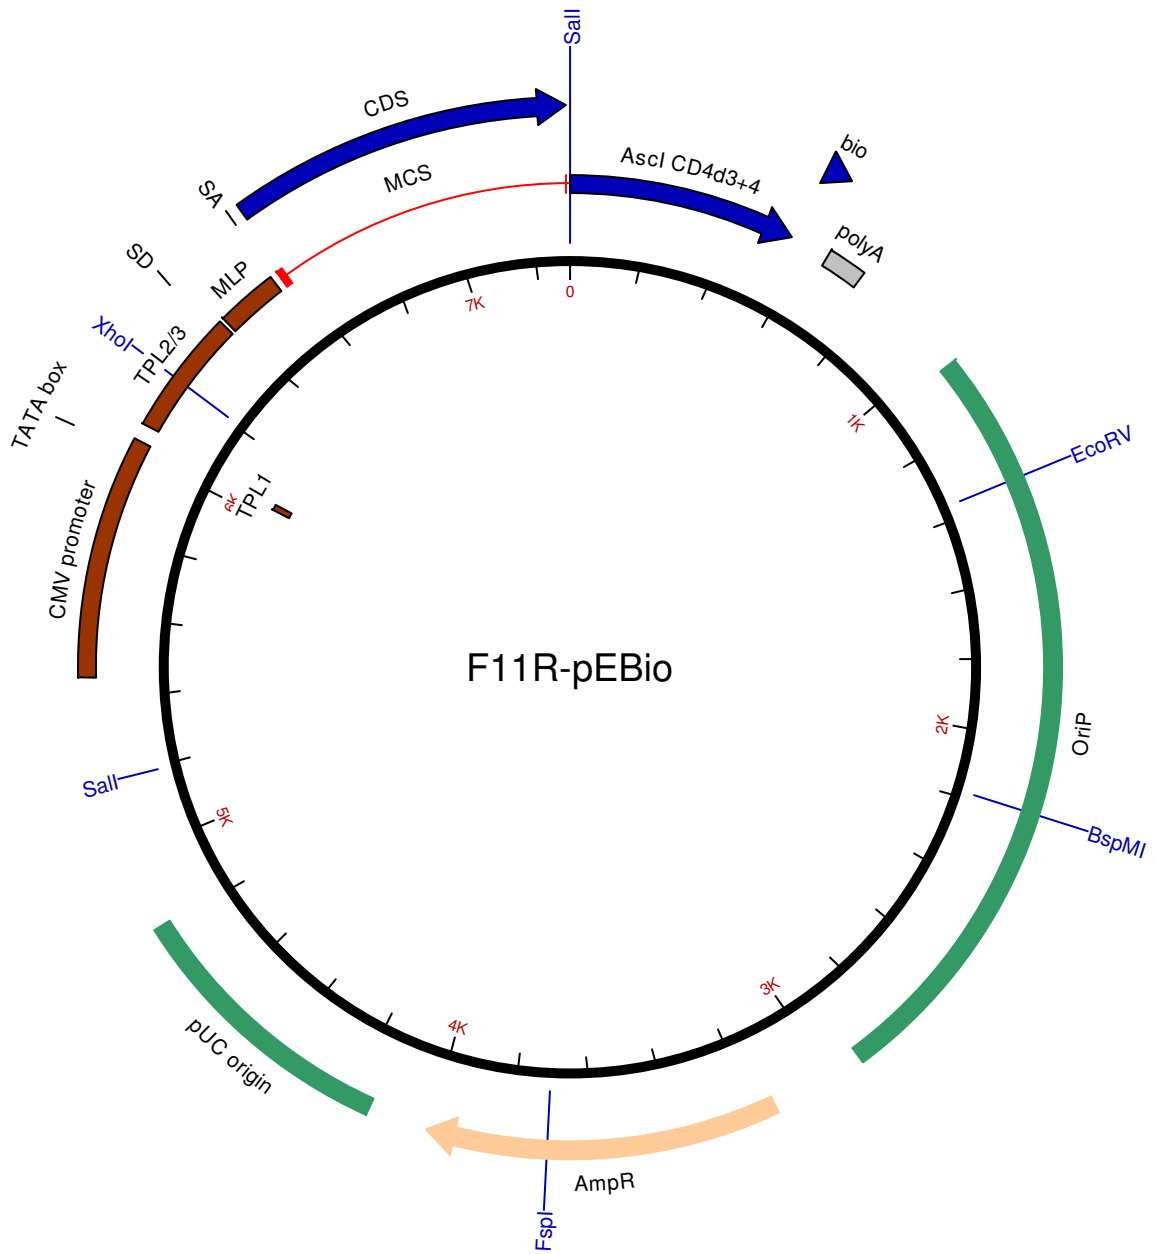 SalI
CDS
AscI CD4d3+4
bio
MCS
SA
polyA
SD
MLP
0
7K
XhoI
TPL2/3
TATA box
1K
EcoRV
6K
TPL1
CMV promoter
F11R-pEBio
2K
OriP
SalI
5K
BspMI
3K
4K
pUC origin
AmpR
FspI